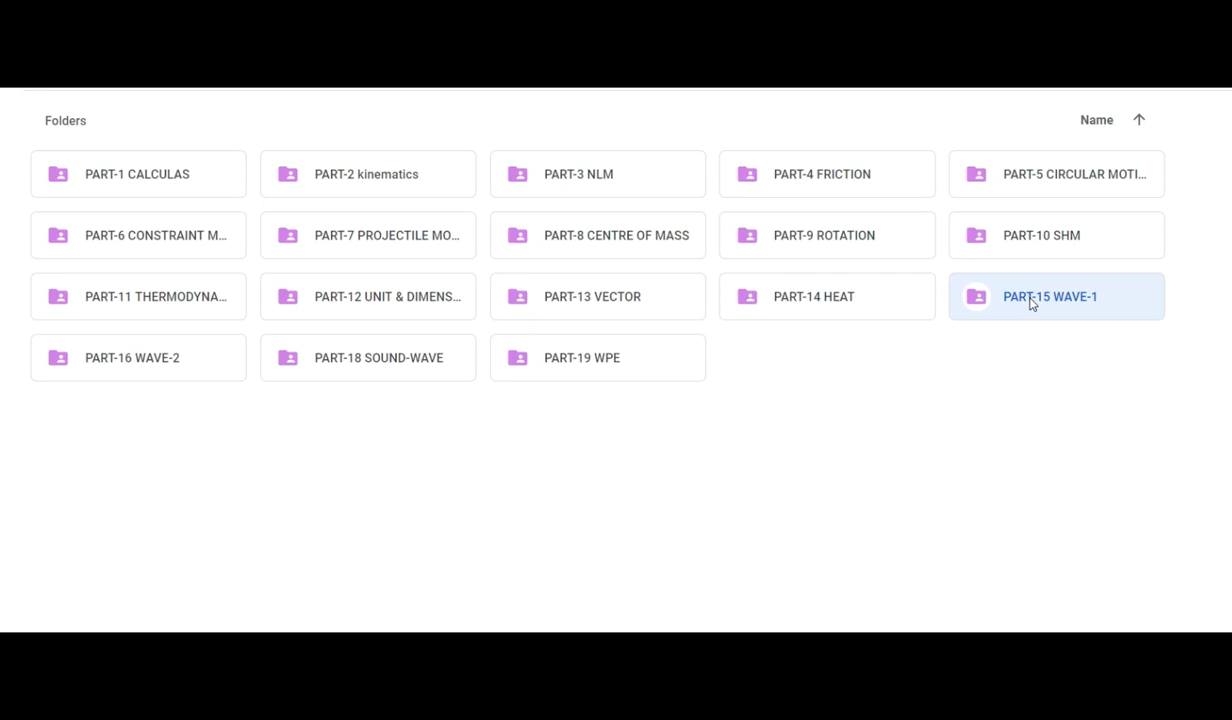 Folders
Name
PART-1 CALCULAS
PART-2 kinematics
PART-3 NLM
PART-4 FRICTION
PART-5 CIRCULAR MOTI...
PART-6 CONSTRAINT M...
PART-7 PROJECTILE MO...
PART-8 CENTRE OF MASS
PART-9 ROTATION
PART-10 SHM
PART-11 THERMODYNA...
PART-12 UNIT & DIMENS...
PART-13 VECTOR
PART-14 HEAT
PART-15 WAVE-1
PART-16 WAVE-2
PART-18 SOUND-WAVE
PART-19 WPE